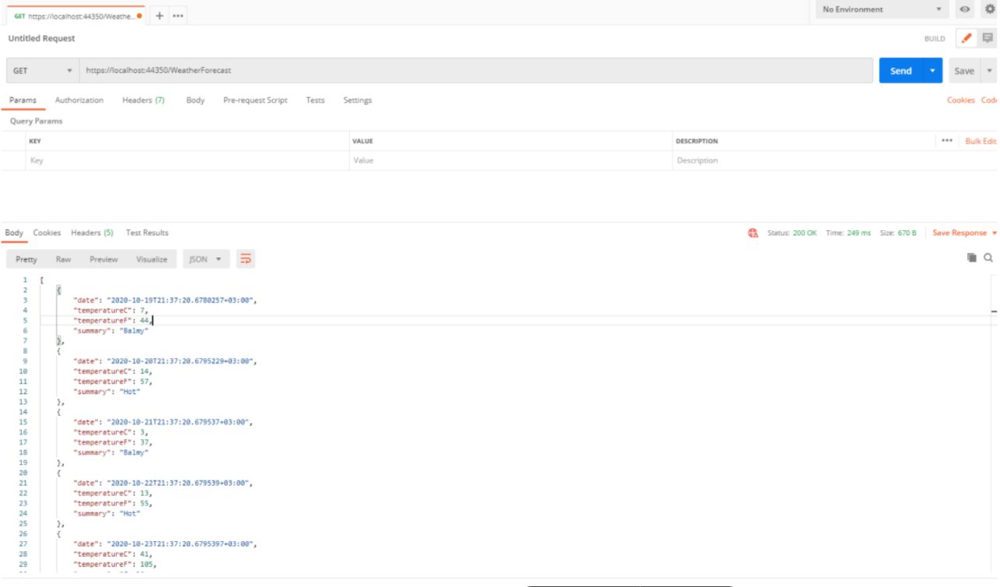 GET https://localhost:44350/Weathe... + •••
No Environment
Untitled Request
BUILD
GET https://localhost:44350/WeatherForecast Send Save
Params Authorization Headers (7) Body Pre-request Script Tests Settings Cookies Code
Query Params
KEY VALUE DESCRIPTION ••• Bulk Edit
Key Value Description
Body Cookies Headers (5) Test Results Status: 200 OK Time: 249 ms Size: 670 B Save Response
Pretty Raw Preview Visualize JSON
1 [
2 {
3 "date": "2020-10-19T21:37:20.6780257+03:00",
4 "temperatureC": 7,
5 "temperatureF": 44,
6 "summary": "Balmy"
7 },
8 {
9 "date": "2020-10-20T21:37:20.6795229+03:00",
10 "temperatureC": 14,
11 "temperatureF": 57,
12 "summary": "Hot"
13 },
14 {
15 "date": "2020-10-21T21:37:20.679537+03:00",
16 "temperatureC": 3,
17 "temperatureF": 37,
18 "summary": "Balmy"
19 },
20 {
21 "date": "2020-10-22T21:37:20.679539+03:00",
22 "temperatureC": 13,
23 "temperatureF": 55,
24 "summary": "Hot"
25 },
26 {
27 "date": "2020-10-23T21:37:20.6795397+03:00",
28 "temperatureC": 41,
29 "temperatureF": 105,